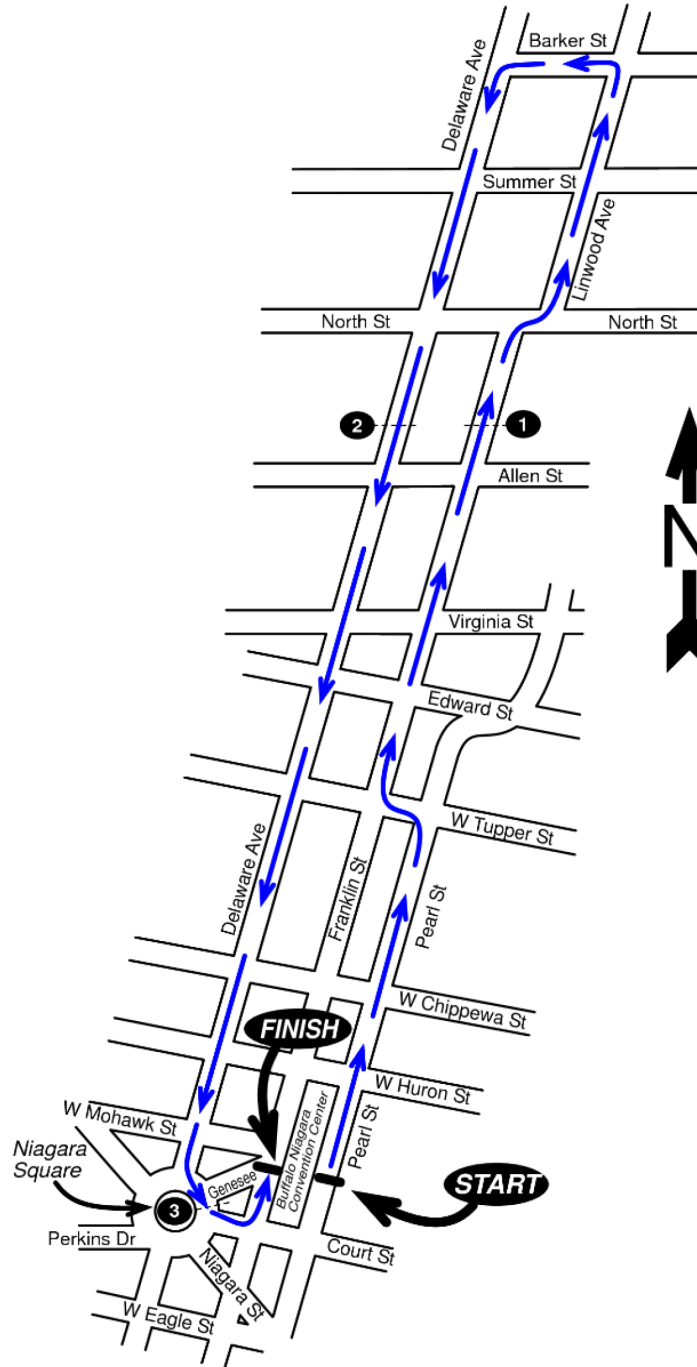 Barker St
Delaware Ave
Summer St
Linwood Ave
North St
North St
2
1
Allen St
N
Virginia St
Edward St
W Tupper St
Delaware Ave
Franklin St
Pearl St
W Chippewa St
FINISH
W Huron St
W Mohawk St
Buffalo Niagara
Convention Center
Pearl St
Niagara
Square
Genesee
START
3
Perkins Dr
Niagara St
Court St
W Eagle St